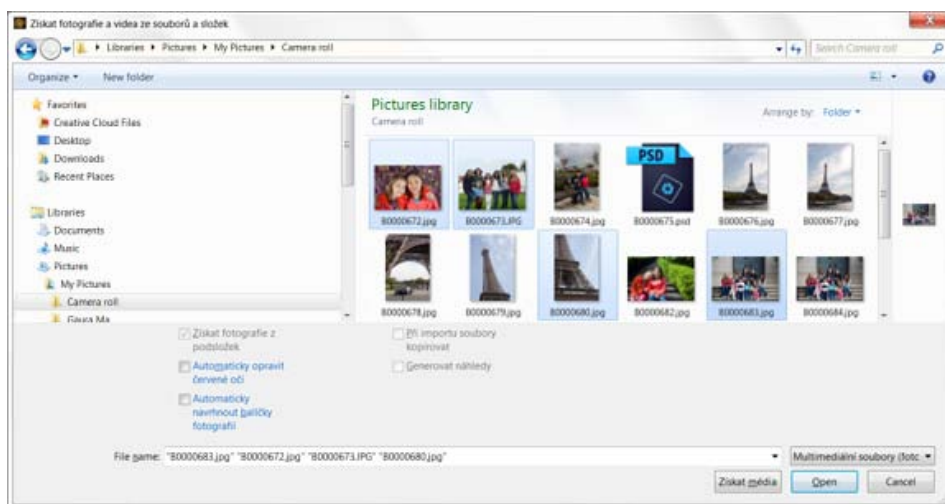 Získat fotografie a videa ze souborů a složek
Libraries Pictures My Pictures Camera roll
Search Camera roll
Organize
New folder
Favorites
Creative Cloud Files
Desktop
Downloads
Recent Places
Libraries
Documents
Music
Pictures
My Pictures
Camera roll
Gaura Ma
Pictures library
Camera roll
Arrange by: Folder
PSD
B0000672.jpg B0000673.JPG B0000674.jpg B0000675.psd B0000676.jpg B0000677.jpg
B0000678.jpg B0000679.jpg B0000680.jpg B0000682.jpg B0000683.jpg B0000684.jpg
Získat fotografie z
podsložek
Automaticky opravit
červené oči
Automaticky
navrhnout balíčky
fotografií
Při importu soubory
kopírovat
Generovat náhledy
File name: "B0000683.jpg" "B0000672.jpg" "B0000673.JPG" "B0000680.jpg"
Multimediální soubory (fotc
Získat média Open Cancel